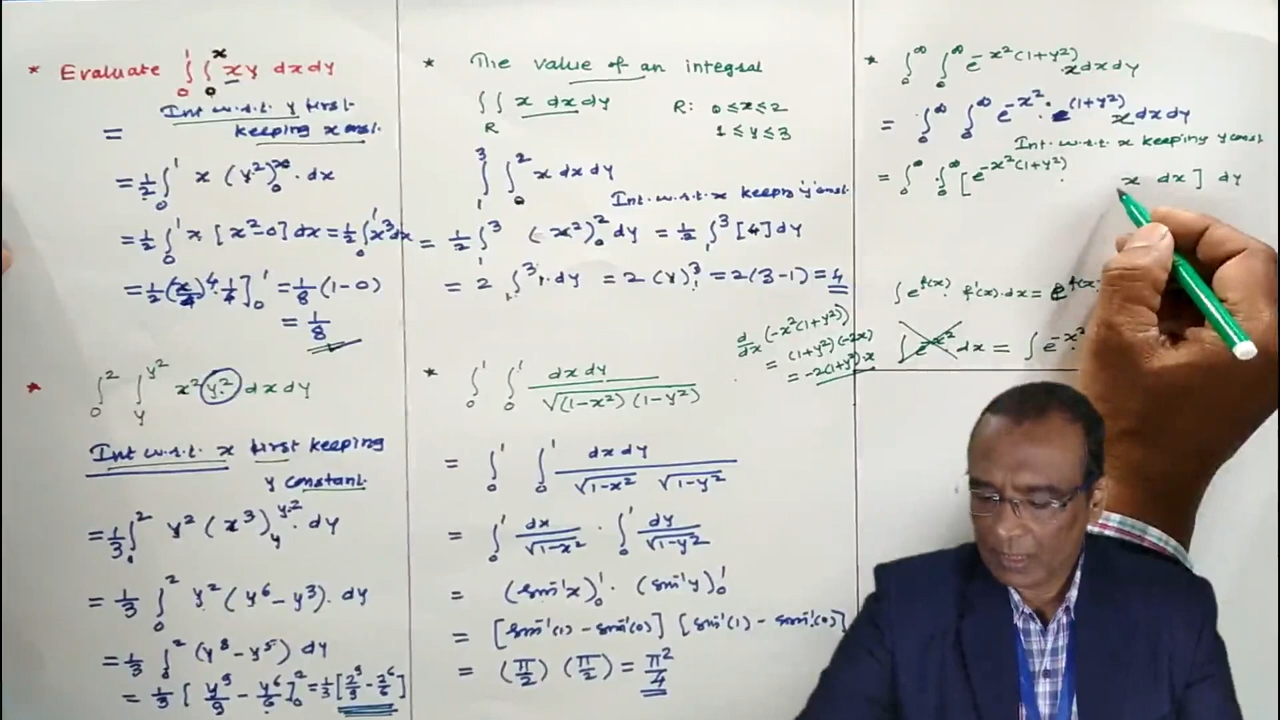 * Evaluate ∫₀¹ ∫₀ˣ xy dx dy
Int w.r.t. y first
= keeping x const.
= 1/2 ∫₀¹ x (y²)₀ˣ · dx
= 1/2 ∫₀¹ x [x²-0] dx = 1/2 ∫₀¹ x³ dx
= 1/2 (x)⁴ · 1/4 ]₀¹ = 1/8 (1-0)
= 1/8
* ∫₀² ∫_y^{y²} x² y² dx dy
Int w.r.t. x first keeping
y constant.
= 1/3 ∫₀² y² (x³)_y^{y²} · dy
= 1/3 ∫₀² y² (y⁶ - y³) · dy
= 1/3 ∫₀² (y⁸ - y⁵) dy
= 1/3 [ y⁹/9 - y⁶/6 ]₀² = 1/3 [ 2⁹/9 - 2⁶/6 ]
* The value of an integral
∫∫_R x dx dy R: 0 ≤ x ≤ 2
1 ≤ y ≤ 3
∫₁³ ∫₀² x dx dy
Int w.r.t. x keeping y const.
= 1/2 ∫₁³ (x²)₀² dy = 1/2 ∫₁³ [4] dy
= 2 ∫₁³ 1 · dy = 2 (y)₁³ = 2(3-1) = 4
* ∫₀¹ ∫₀¹ dx dy / √(1-x²)(1-y²)
= ∫₀¹ ∫₀¹ dx dy / √1-x² √1-y²
= ∫₀¹ dx/√1-x² · ∫₀¹ dy/√1-y²
= (sin⁻¹x)₀¹ · (sin⁻¹y)₀¹
= [sin⁻¹(1) - sin⁻¹(0)] [sin⁻¹(1) - sin⁻¹(0)]
= (π/2) (π/2) = π²/4
* ∫₀^∞ ∫₀^∞ e^{-x²(1+y²)} · x dx dy
= ∫₀^∞ ∫₀^∞ e^{-x²} · e^{(1+y²)} x dx dy
Int. w.r.t. x keeping y const
= ∫₀^∞ · ∫₀^∞ [ e^{-x²(1+y²)} · x dx ] dy
∫ e^{f(x)} · f'(x) · dx = e^{f(x)}
∫ e^{-x²} dx = ∫ e^{-x²}
d/dx (-x²(1+y²))
= (1+y²)(-2x)
= -2(1+y²)x